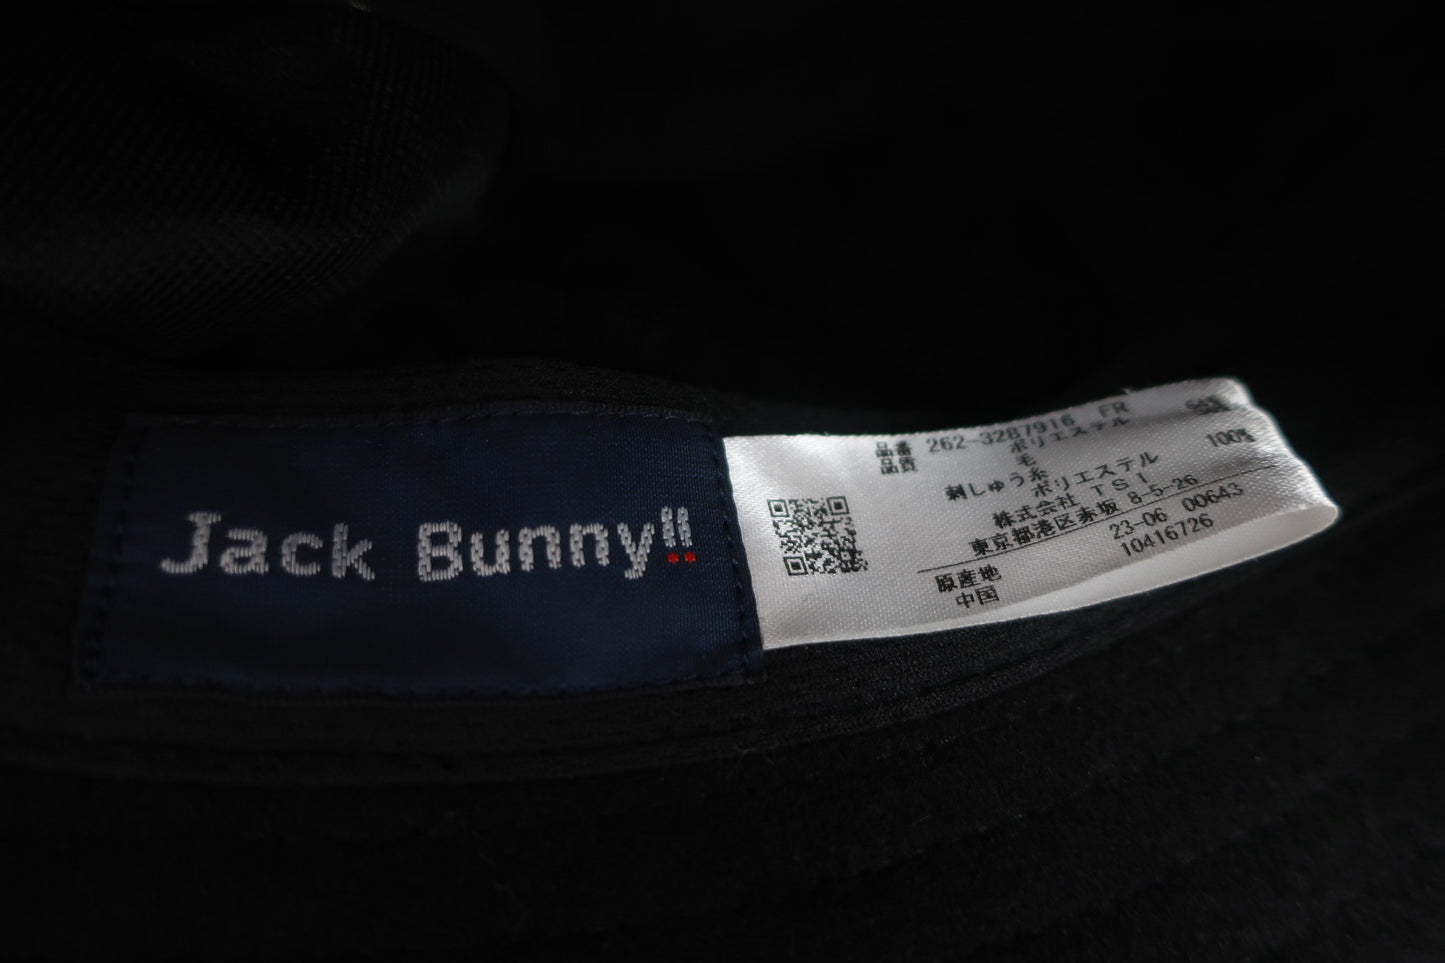 Jack Bunny!!
品番 262-3287916 FR
品質 ポリエステル
毛
刺しゅう糸
ポリエステル 100%
株式会社 TSI
東京都港区赤坂 8-5-26
23-06 00643
10416726
原産地
中国